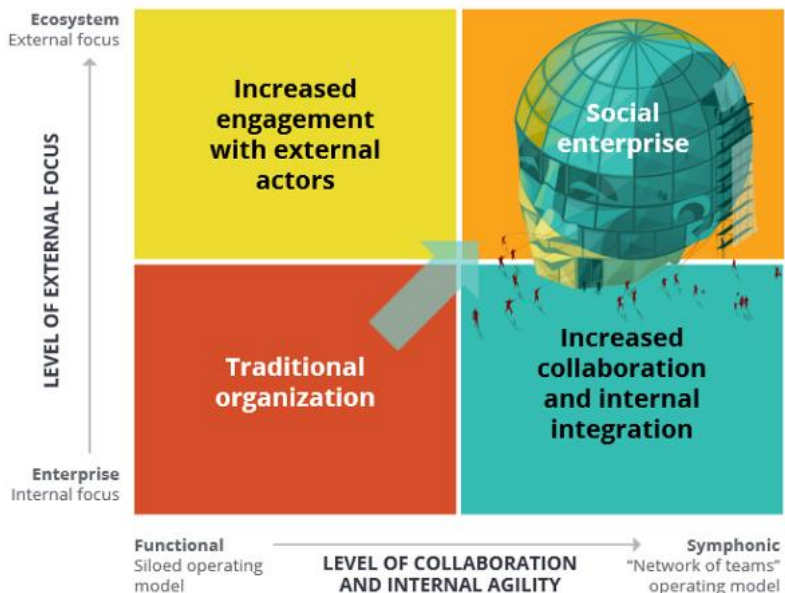 Ecosystem
External focus
LEVEL OF EXTERNAL FOCUS
Enterprise
Internal focus
Increased
engagement
with external
actors
Social
enterprise
Traditional
organization
Increased
collaboration
and internal
integration
Functional
Siloed operating
model
LEVEL OF COLLABORATION
AND INTERNAL AGILITY
Symphonic
"Network of teams"
operating model